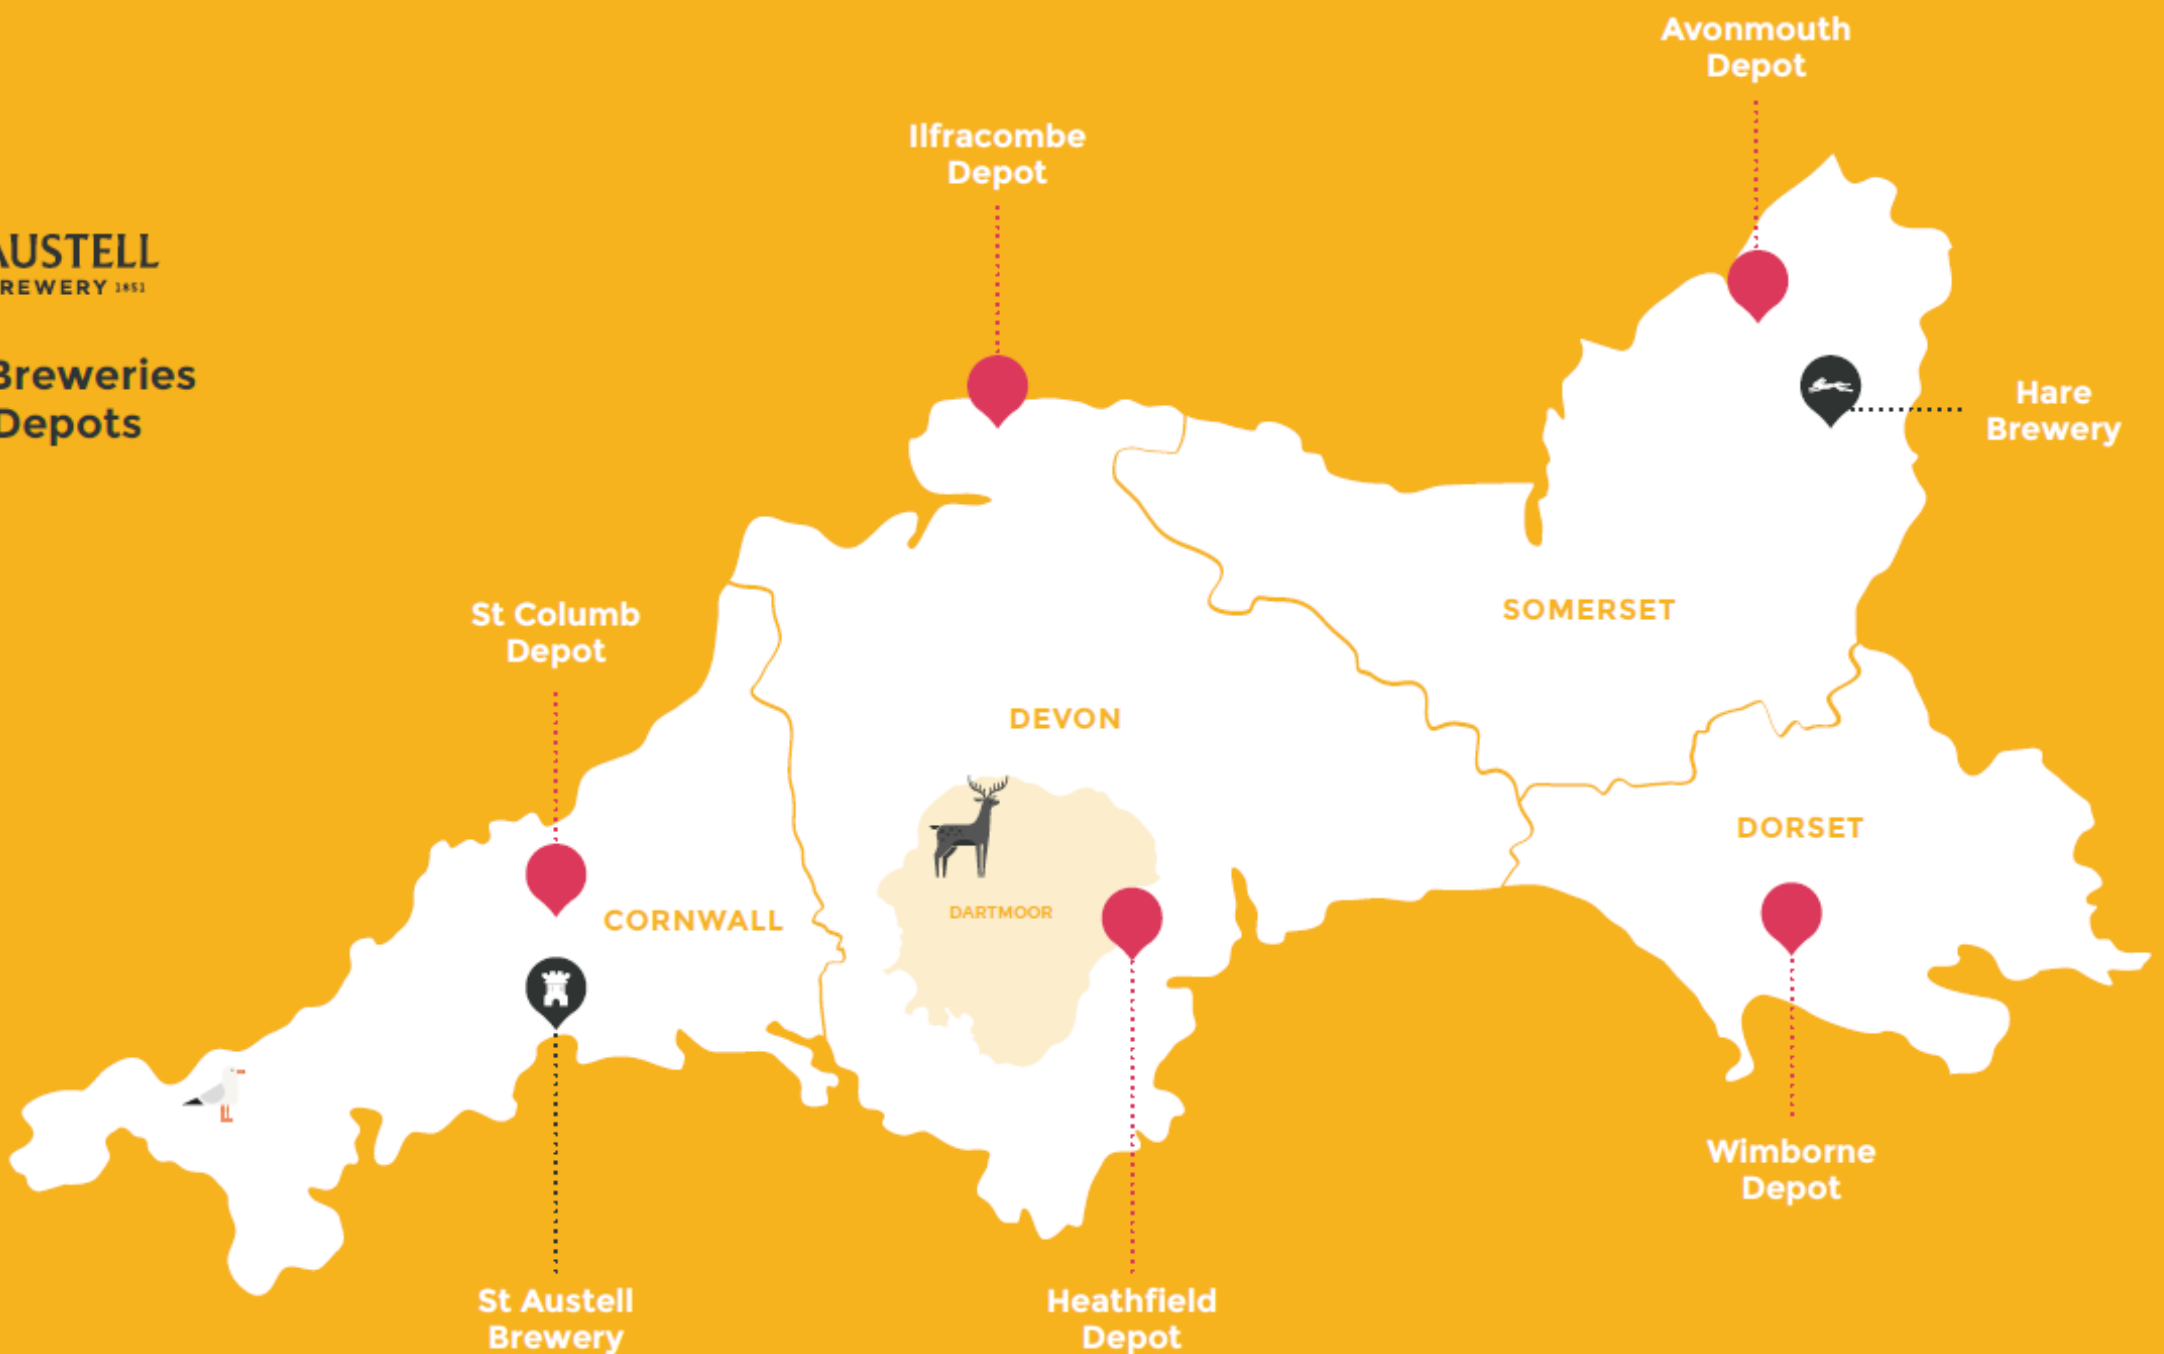 Avonmouth
Depot
Ilfracombe
Depot
AUSTELL
REWERY 1851
Breweries
Depots
Hare
Brewery
St Columb
Depot
SOMERSET
DEVON
DORSET
CORNWALL
DARTMOOR
Wimborne
Depot
St Austell
Brewery
Heathfield
Depot